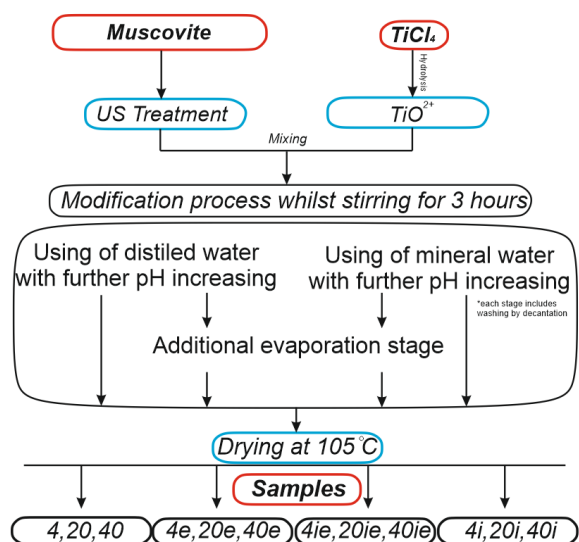 Muscovite
TiCl₄
Hydrolysis
US Treatment
TiO²⁺
Mixing
Modification process whilst stirring for 3 hours
Using of distiled water
with further pH increasing
Using of mineral water
with further pH increasing
*each stage includes
washing by decantation
Additional evaporation stage
Drying at 105°C
Samples
4,20,40
4e,20e,40e
4ie,20ie,40ie
4i,20i,40i